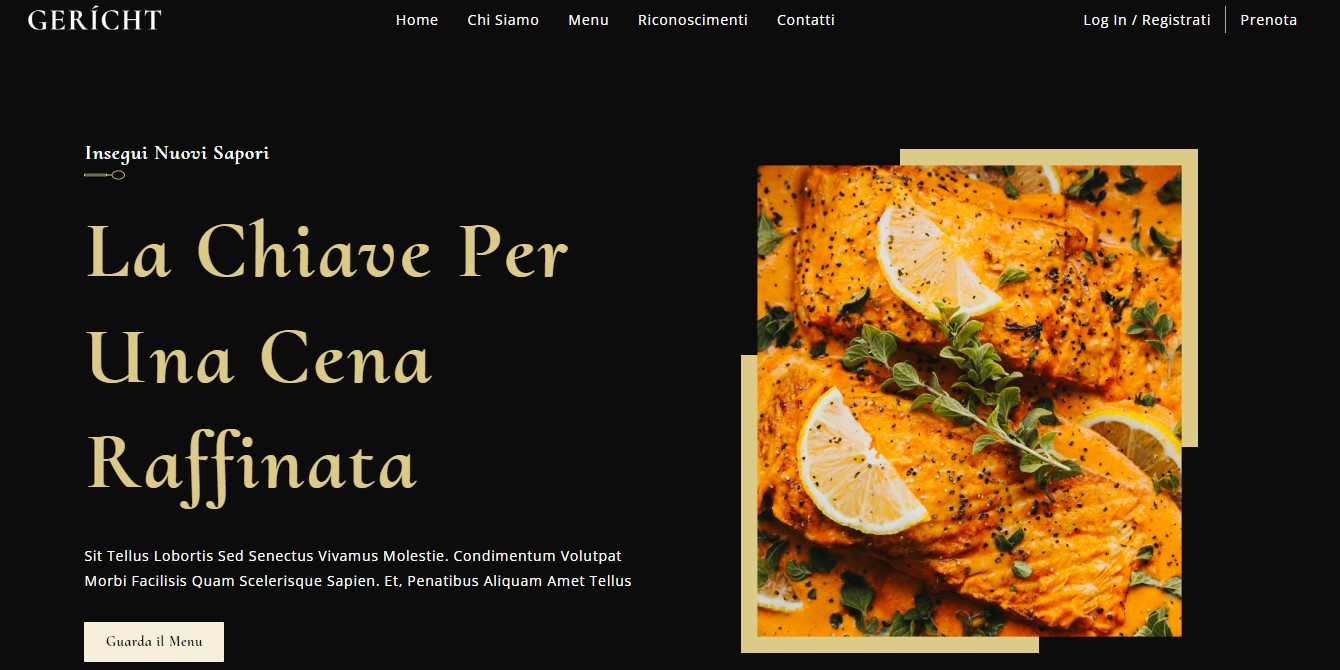 GERÍCHT
Home Chi Siamo Menu Riconoscimenti Contatti
Log In / Registrati Prenota
Insegui Nuovi Sapori
La Chiave Per
Una Cena
Raffinata
Sit Tellus Lobortis Sed Senectus Vivamus Molestie. Condimentum Volutpat
Morbi Facilisis Quam Scelerisque Sapien. Et, Penatibus Aliquam Amet Tellus
Guarda il Menu